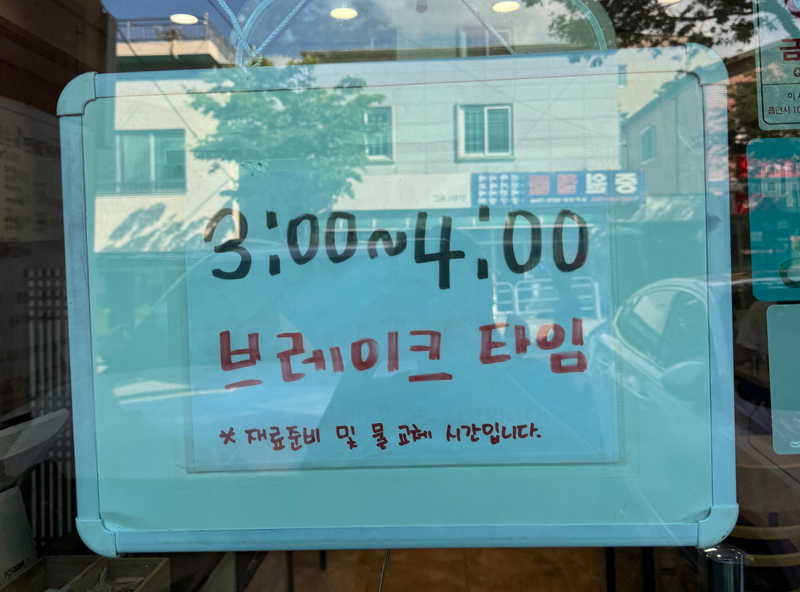 3:00~4:00
브레이크 타임
※ 재료준비 및 물 교체 시간입니다.